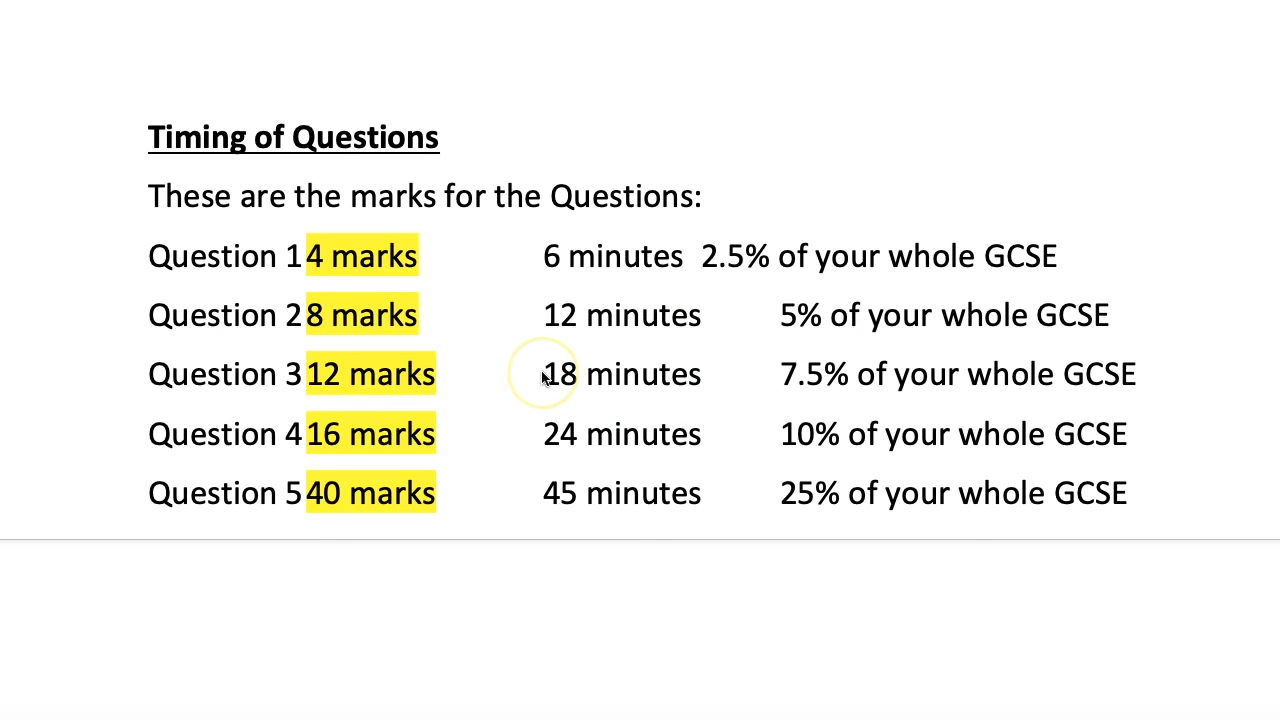 Timing of Questions
These are the marks for the Questions:
Question 1 4 marks 6 minutes 2.5% of your whole GCSE
Question 2 8 marks 12 minutes 5% of your whole GCSE
Question 3 12 marks 18 minutes 7.5% of your whole GCSE
Question 4 16 marks 24 minutes 10% of your whole GCSE
Question 5 40 marks 45 minutes 25% of your whole GCSE